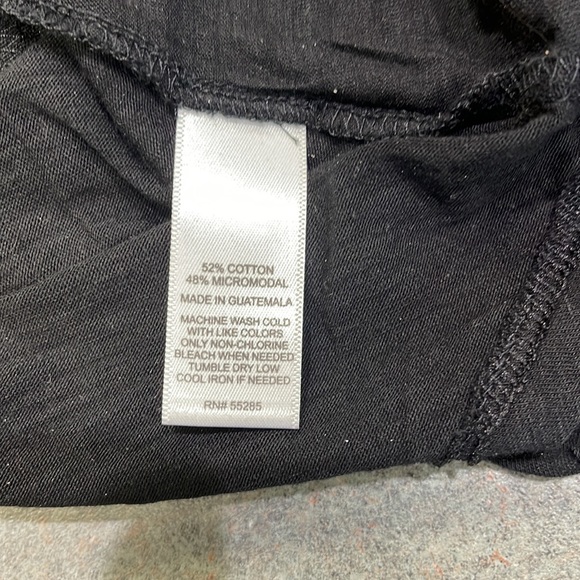 52% COTTON
48% MICROMODAL
MADE IN GUATEMALA
MACHINE WASH COLD
WITH LIKE COLORS
ONLY NON-CHLORINE
BLEACH WHEN NEEDED
TUMBLE DRY LOW
COOL IRON IF NEEDED
RN# 55285